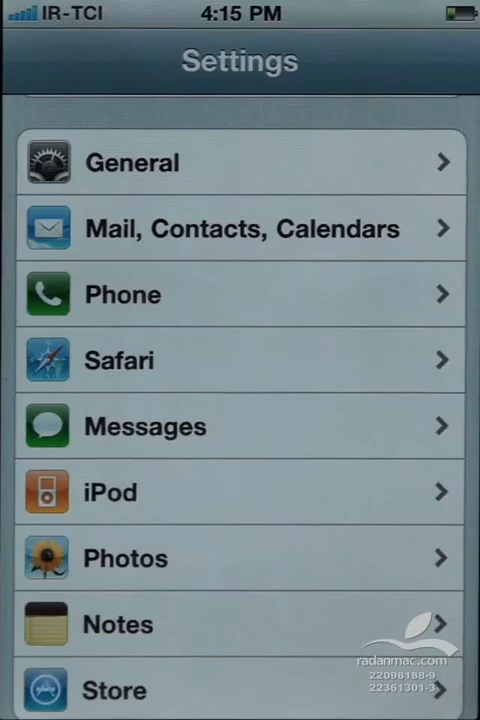 IR-TCI 4:15 PM
Settings
General
Mail, Contacts, Calendars
Phone
Safari
Messages
iPod
Photos
Notes
Store
radanmac.com
22098188-9
22361301-3